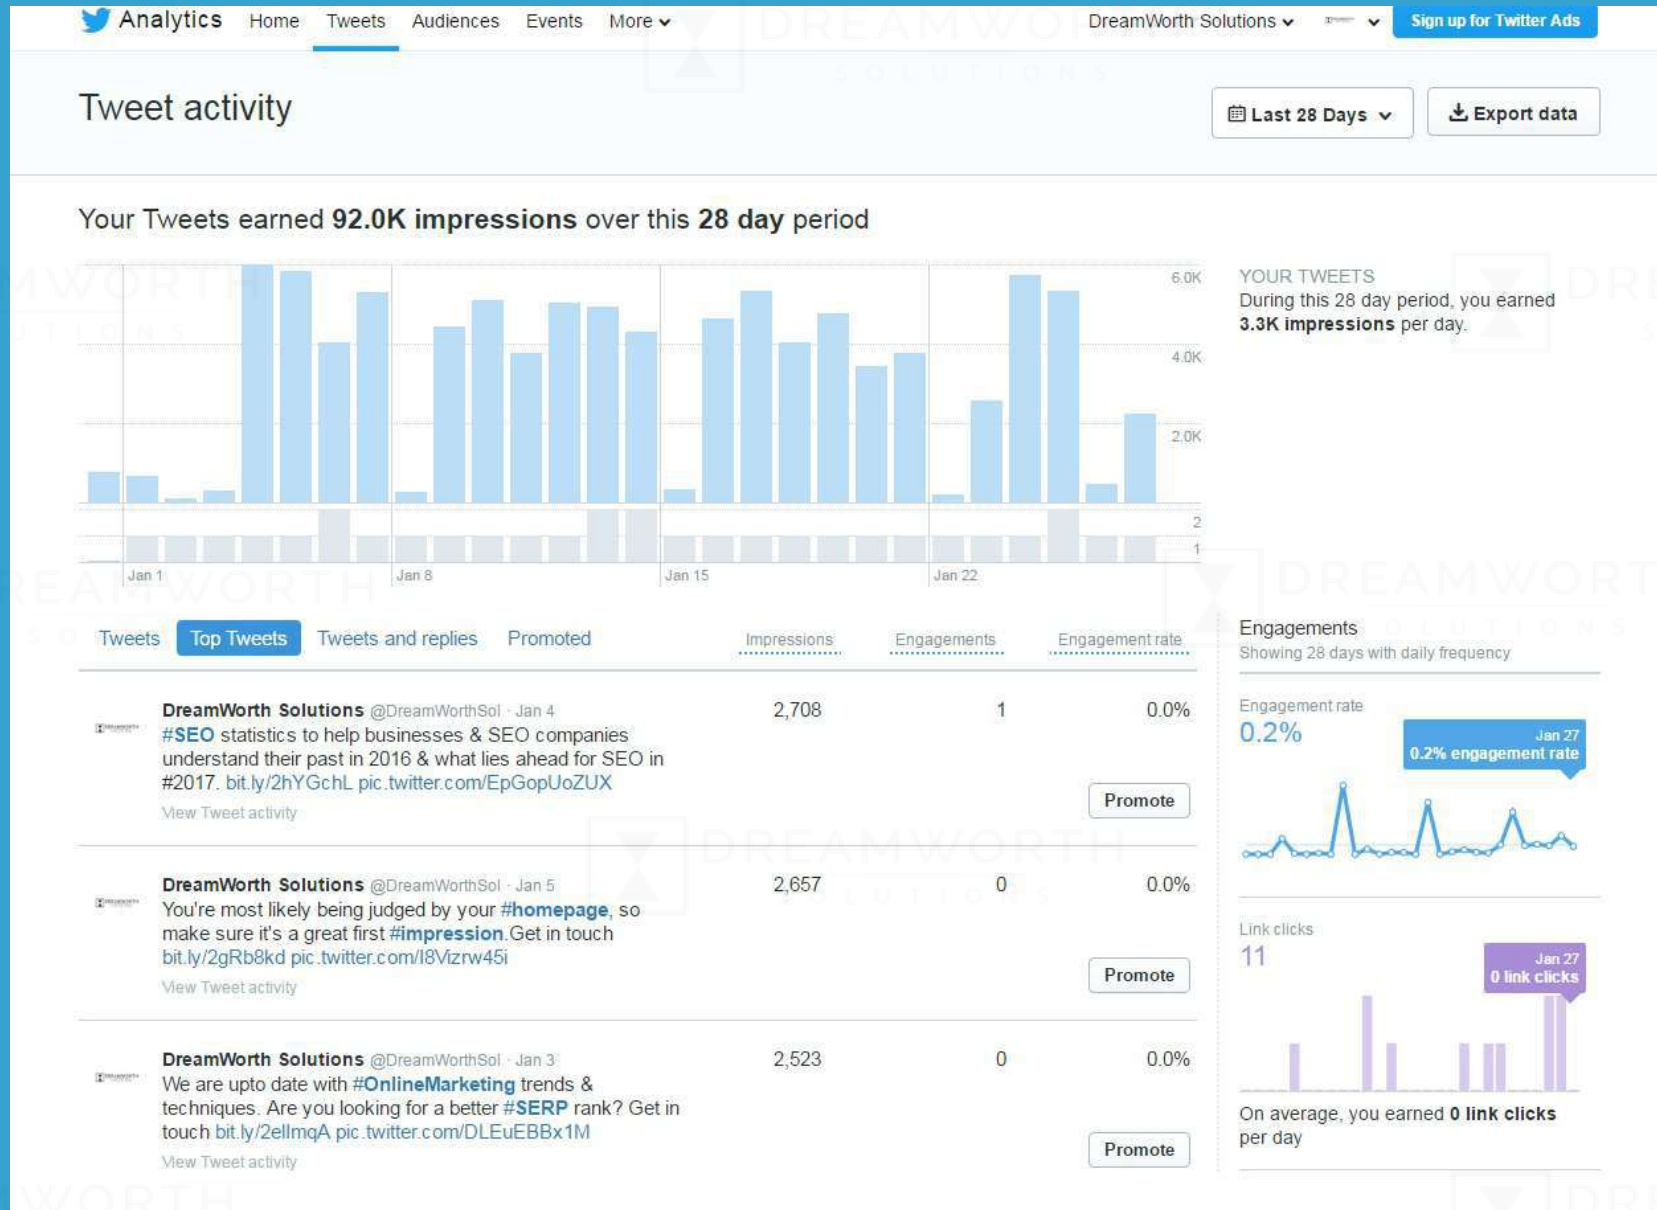 Analytics Home Tweets Audiences Events More DreamWorth Solutions Sign up for Twitter Ads
Tweet activity
Last 28 Days Export data
Your Tweets earned 92.0K impressions over this 28 day period
6.0K
4.0K
2.0K
2
1
Jan 1 Jan 8 Jan 15 Jan 22
YOUR TWEETS
During this 28 day period, you earned
3.3K impressions per day.
Tweets Top Tweets Tweets and replies Promoted Impressions Engagements Engagement rate
DreamWorth Solutions @DreamWorthSol · Jan 4 2,708 1 0.0%
#SEO statistics to help businesses & SEO companies
understand their past in 2016 & what lies ahead for SEO in
#2017. bit.ly/2hYGchL pic.twitter.com/EpGopUoZUX
Promote
View Tweet activity
DreamWorth Solutions @DreamWorthSol · Jan 5 2,657 0 0.0%
You're most likely being judged by your #homepage, so
make sure it's a great first #impression.Get in touch
bit.ly/2gRb8kd pic.twitter.com/I8Vizrw45i
Promote
View Tweet activity
DreamWorth Solutions @DreamWorthSol · Jan 3 2,523 0 0.0%
We are upto date with #OnlineMarketing trends &
techniques. Are you looking for a better #SERP rank? Get in
touch bit.ly/2ellmqA pic.twitter.com/DLEuEBBx1M
Promote
View Tweet activity
Engagements
Showing 28 days with daily frequency
Engagement rate
0.2%
Jan 27
0.2% engagement rate
Link clicks
11
Jan 27
0 link clicks
On average, you earned 0 link clicks
per day
DREAMWORTH
SOLUTIONS